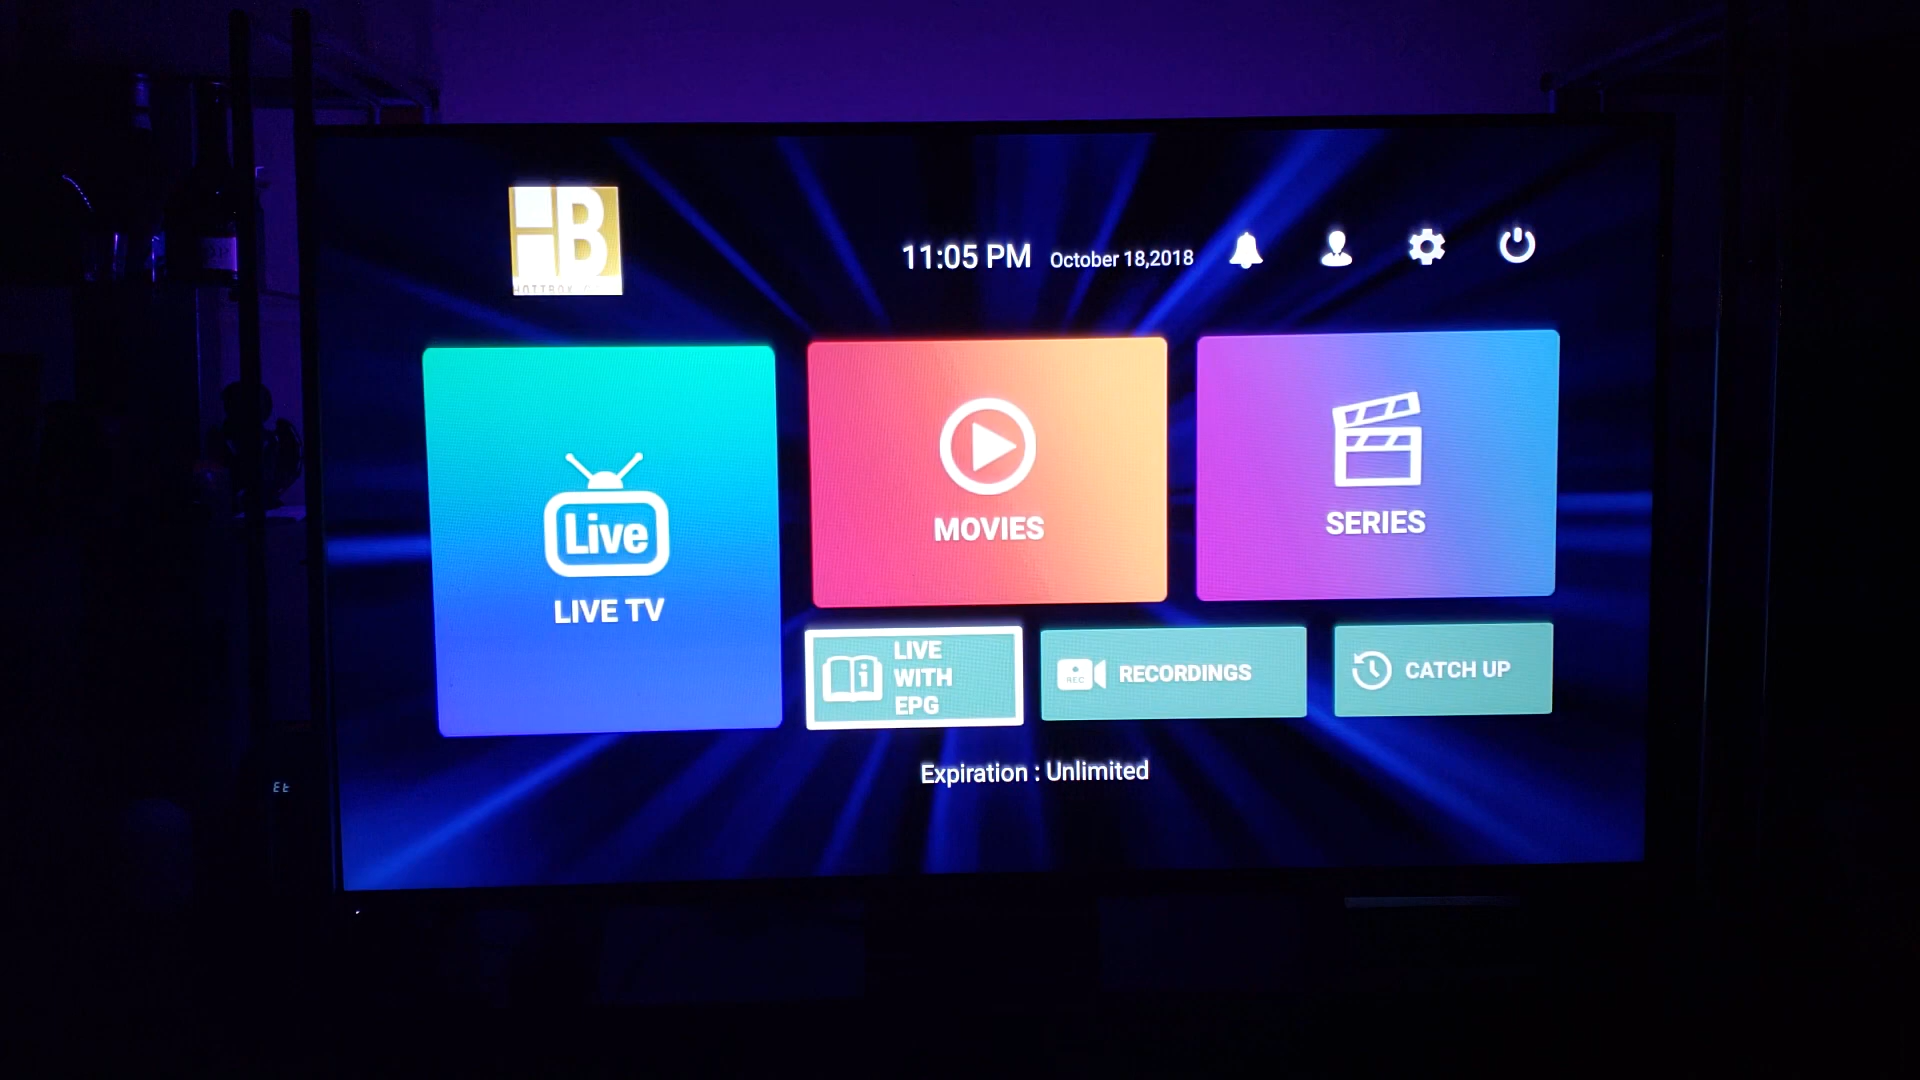 B
11:05 PM October 18,2018
Live
LIVE TV
MOVIES
SERIES
LIVE
WITH
EPG
REC
RECORDINGS
CATCH UP
Expiration : Unlimited